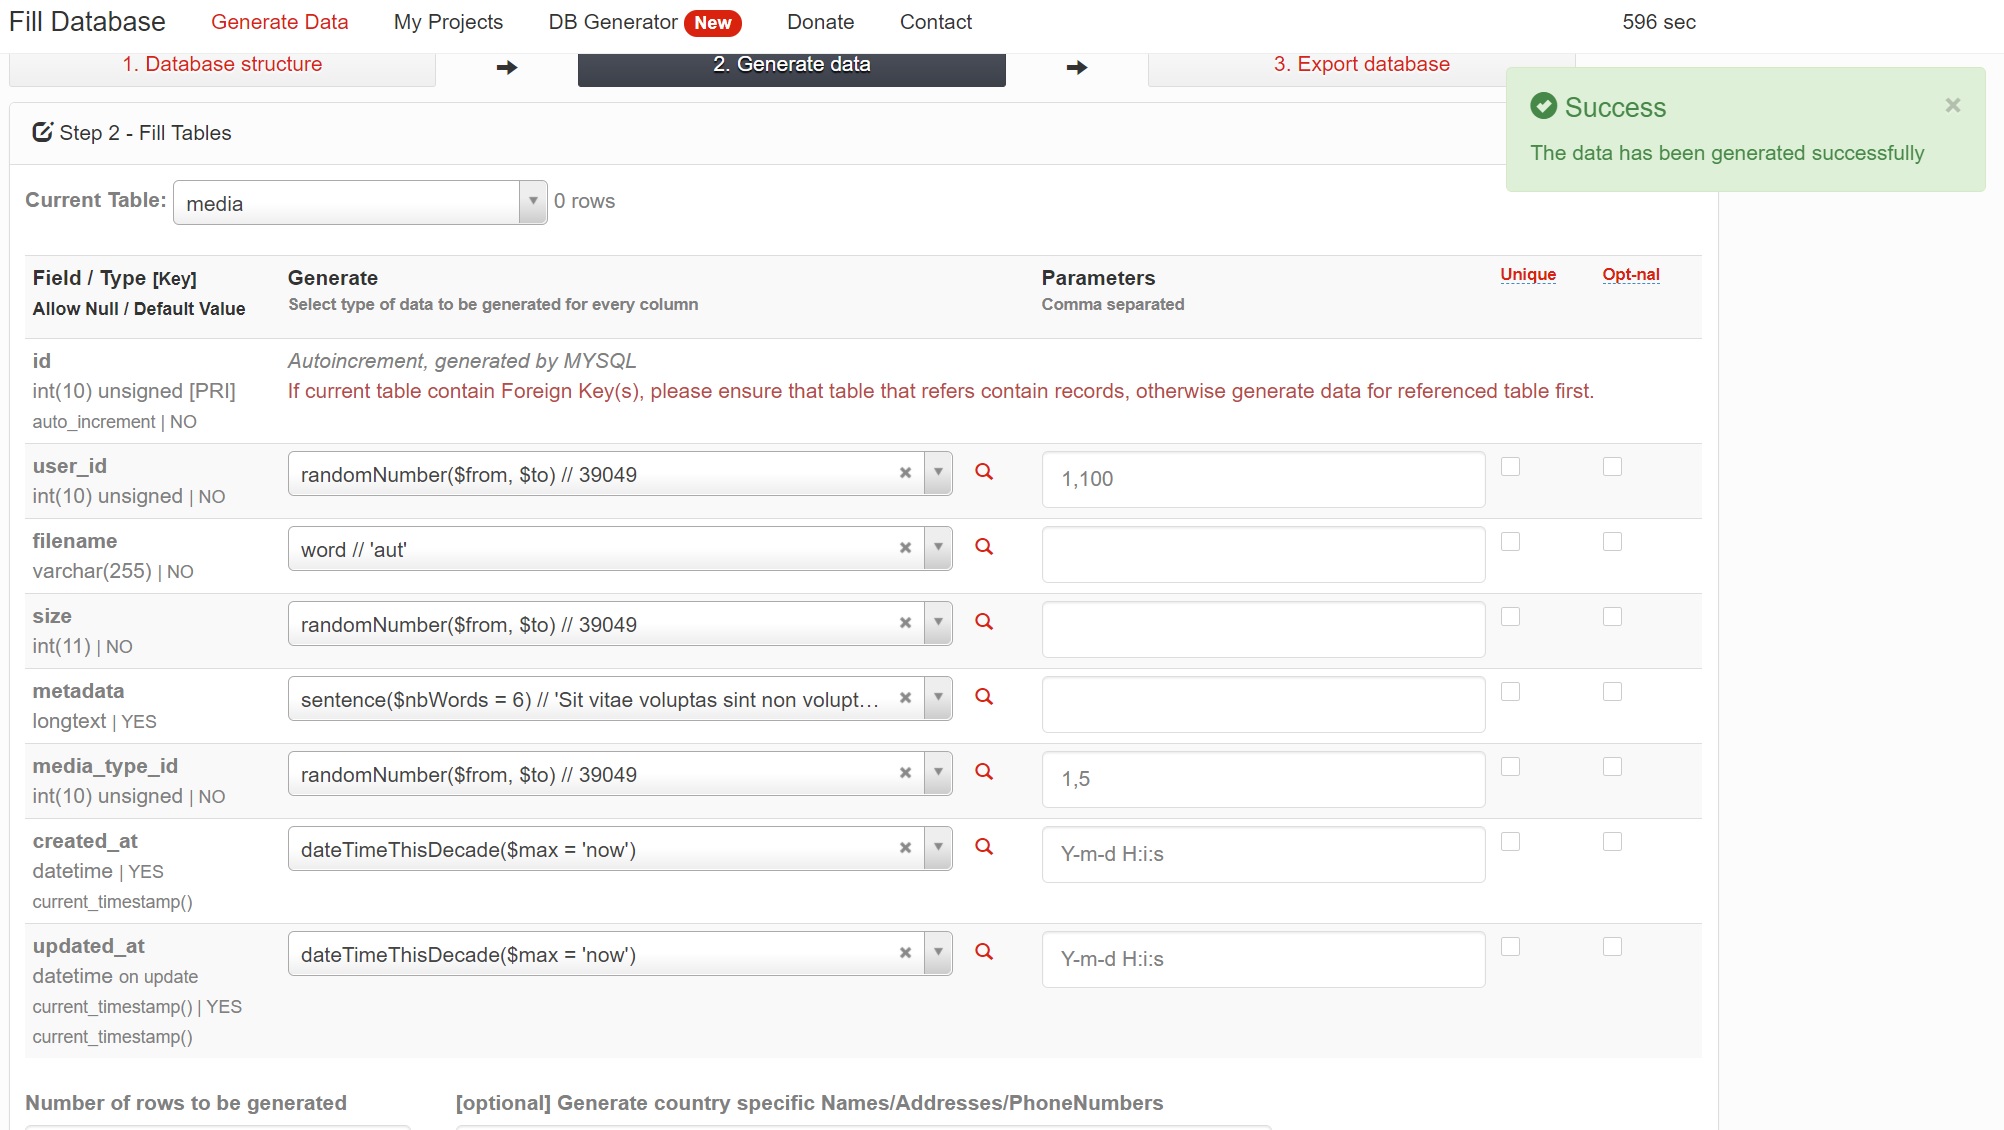 Fill Database Generate Data My Projects DB Generator New Donate Contact 596 sec
1. Database structure 2. Generate data 3. Export database
Success
The data has been generated successfully
Step 2 - Fill Tables
Current Table: media 0 rows
Field / Type [Key] Generate Parameters Unique Opt-nal
Allow Null / Default Value Select type of data to be generated for every column Comma separated
id Autoincrement, generated by MYSQL
int(10) unsigned [PRI] If current table contain Foreign Key(s), please ensure that table that refers contain records, otherwise generate data for referenced table first.
auto_increment | NO
user_id randomNumber($from, $to) // 39049 1,100
int(10) unsigned | NO
filename word // 'aut'
varchar(255) | NO
size randomNumber($from, $to) // 39049
int(11) | NO
metadata sentence($nbWords = 6) // 'Sit vitae voluptas sint non volupt...
longtext | YES
media_type_id randomNumber($from, $to) // 39049 1,5
int(10) unsigned | NO
created_at dateTimeThisDecade($max = 'now') Y-m-d H:i:s
datetime | YES
current_timestamp()
updated_at dateTimeThisDecade($max = 'now') Y-m-d H:i:s
datetime on update
current_timestamp() | YES
current_timestamp()
Number of rows to be generated [optional] Generate country specific Names/Addresses/PhoneNumbers